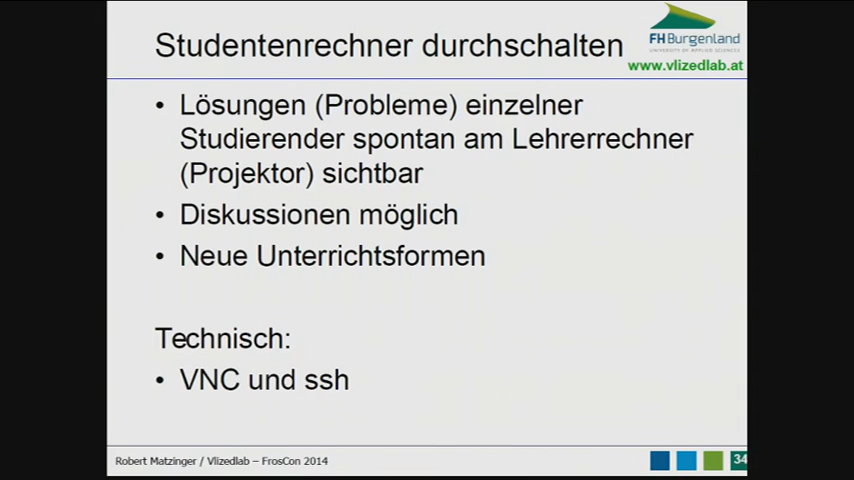 Studentenrechner durchschalten
FH Burgenland
UNIVERSITY OF APPLIED SCIENCES
www.vlizedlab.at
• Lösungen (Probleme) einzelner
Studierender spontan am Lehrerrechner
(Projektor) sichtbar
• Diskussionen möglich
• Neue Unterrichtsformen
Technisch:
• VNC und ssh
Robert Matzinger / Vlizedlab – FrosCon 2014
34